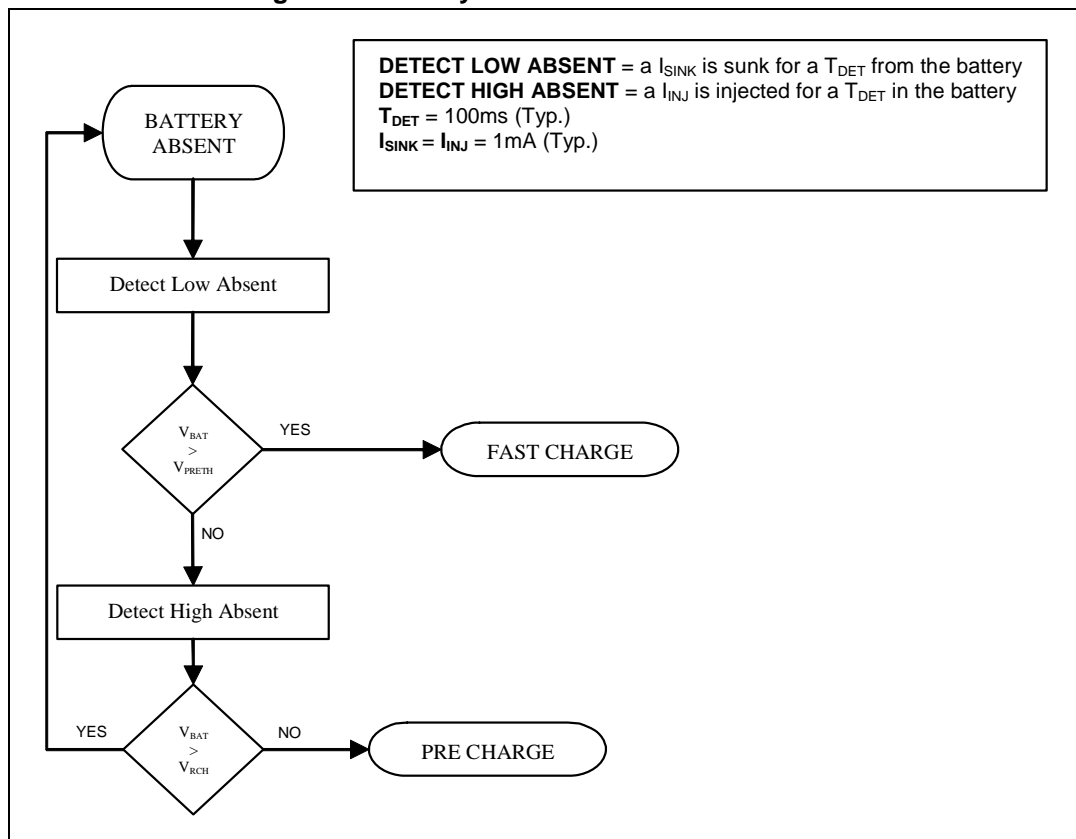 DETECT LOW ABSENT = a ISINK is sunk for a TDET from the battery
DETECT HIGH ABSENT = a IINJ is injected for a TDET in the battery
TDET = 100ms (Typ.)
ISINK = IINJ = 1mA (Typ.)
BATTERY
ABSENT
Detect Low Absent
VBAT
>
VPRETH
YES
FAST CHARGE
NO
Detect High Absent
YES
VBAT
>
VRCH
NO
PRE CHARGE